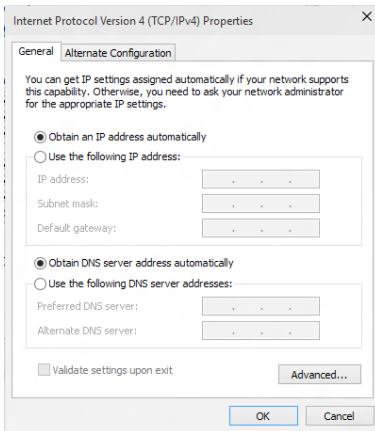 Internet Protocol Version 4 (TCP/IPv4) Properties
General
Alternate Configuration
You can get IP settings assigned automatically if your network supports
this capability. Otherwise, you need to ask your network administrator
for the appropriate IP settings.
Obtain an IP address automatically
Use the following IP address:
IP address:
Subnet mask:
Default gateway:
Obtain DNS server address automatically
Use the following DNS server addresses:
Preferred DNS server:
Alternate DNS server:
Validate settings upon exit
Advanced...
OK
Cancel